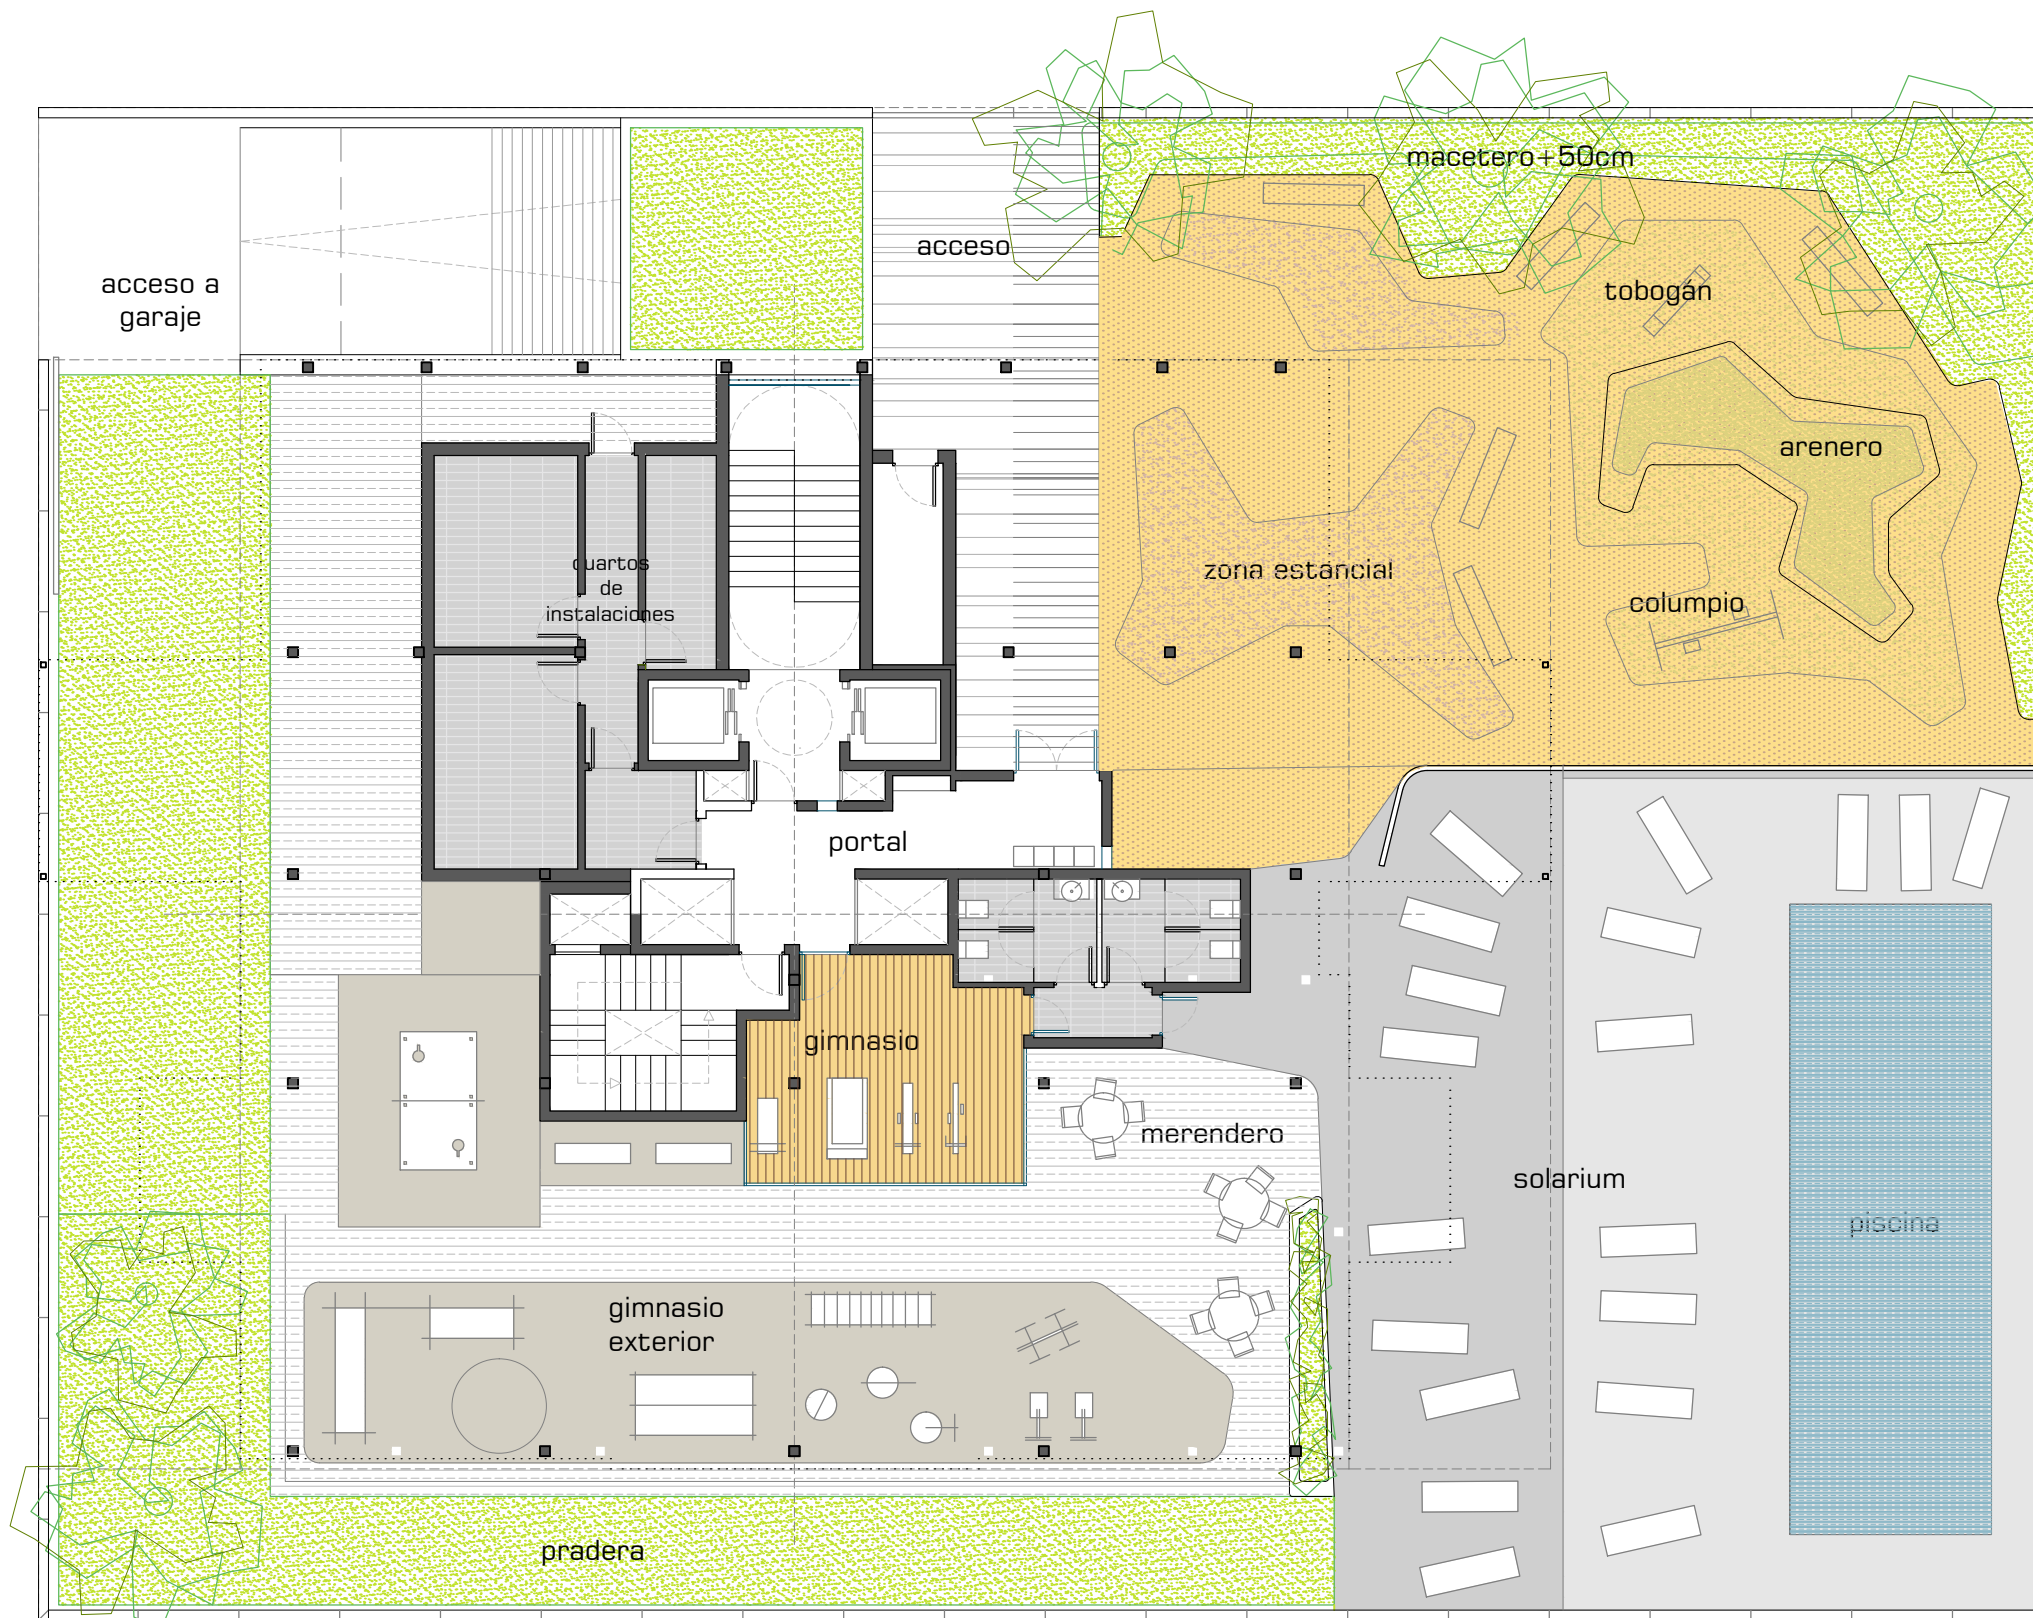 macetero+50cm
acceso
acceso a
garaje
tobogán
arenero
cuartos
de
instalaciones
zona estancial
columpio
portal
gimnasio
merendero
solarium
piscina
gimnasio
exterior
pradera